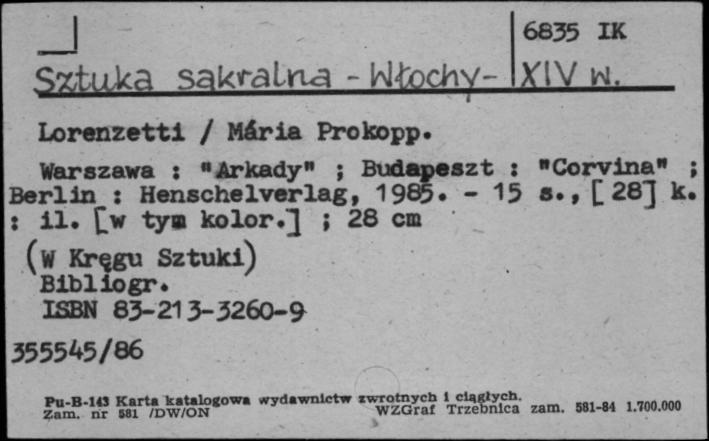 6835 IK
Sztuka sakralna - Włochy - XIV w.
Lorenzetti / Mária Prokopp.
Warszawa : "Arkady" ; Budapeszt : "Corvina" ;
Berlin : Henschelverlag, 1985. - 15 s., [28] k.
: il. [w tym kolor.] ; 28 cm
(W Kręgu Sztuki)
Bibliogr.
ISBN 83-213-3260-9
355545/86
Pu-B-143 Karta katalogowa wydawnictw zwrotnych i ciągłych.
Zam. nr 581 /DW/ON WZGraf Trzebnica zam. 581-84 1.700.000